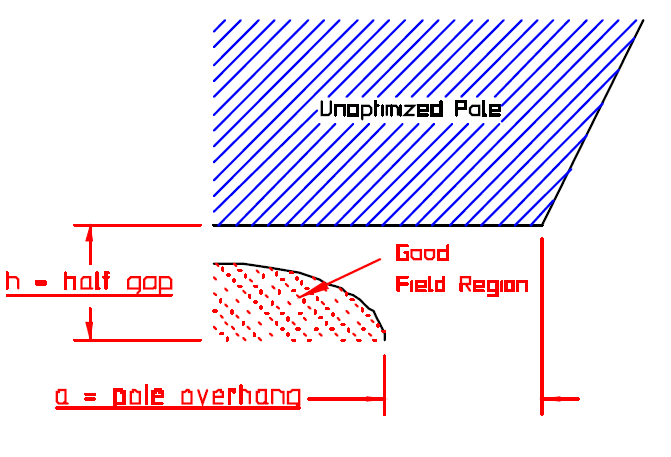 Unoptimized Pole
Good
Field Region
h = half gap
a = pole overhang